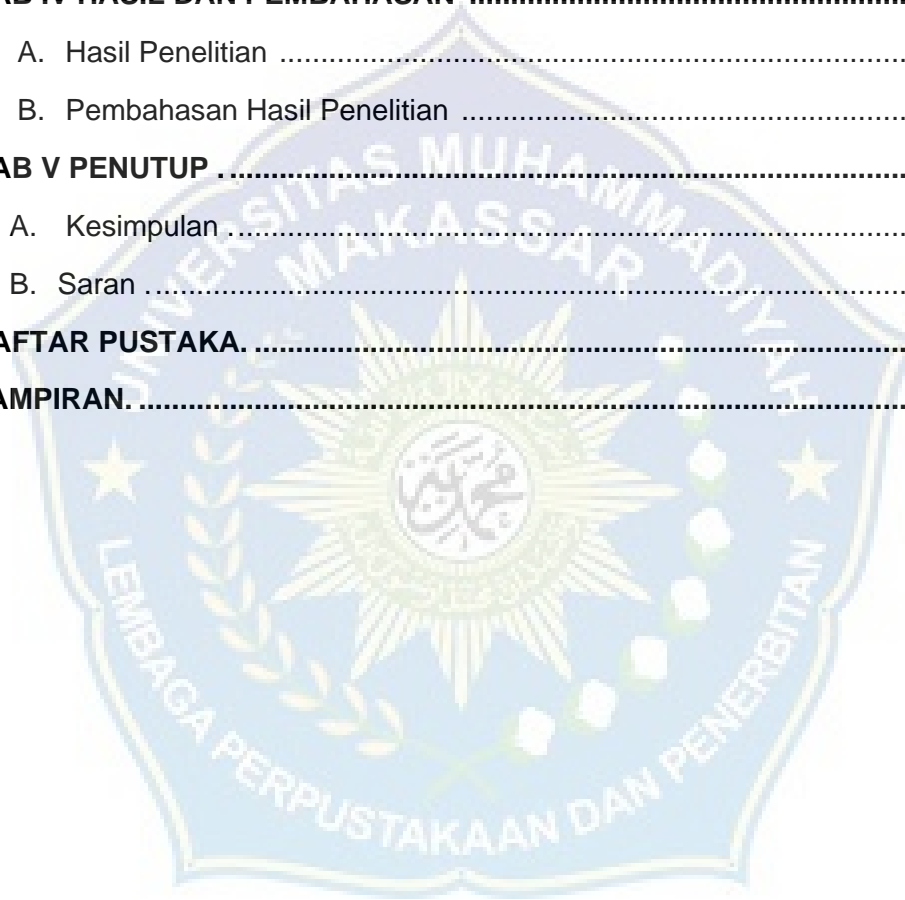 AB IV HASIL DAN PEMBAHASAN ........................................................
A. Hasil Penelitian ........................................................................
B. Pembahasan Hasil Penelitian ..................................................
AB V PENUTUP . ..............................................................................
A. Kesimpulan . ............................................................................
B. Saran . .....................................................................................
AFTAR PUSTAKA. ...........................................................................
AMPIRAN. ........................................................................................
UNIVERSITAS MUHAMMADIYAH
MAKASSAR
محمدية
LEMBAGA PERPUSTAKAAN DAN PENERBITAN